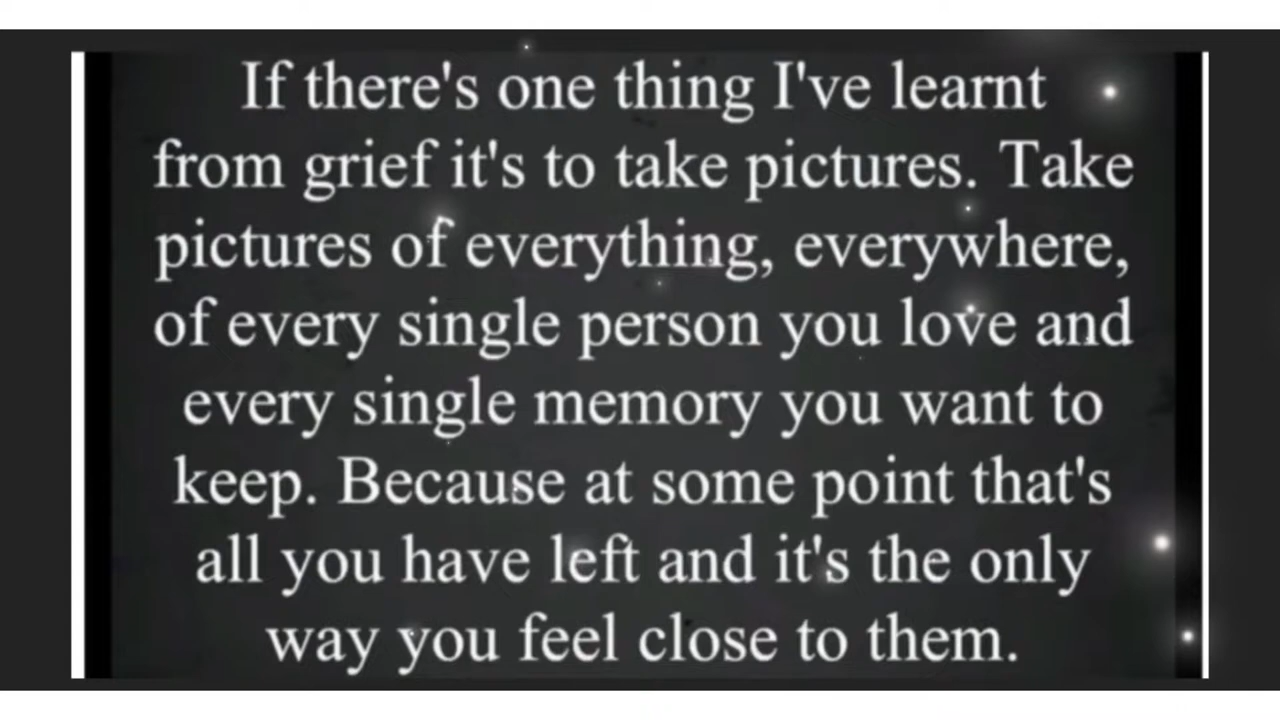 If there's one thing I've learnt
from grief it's to take pictures. Take
pictures of everything, everywhere,
of every single person you love and
every single memory you want to
keep. Because at some point that's
all you have left and it's the only
way you feel close to them.